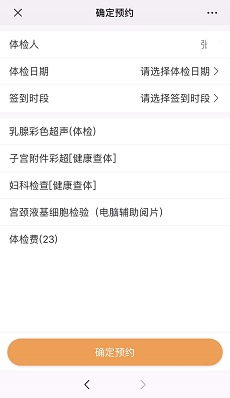 确定预约
体检人
体检日期 请选择体检日期
签到时段 请选择签到时段
乳腺彩色超声(体检)
子宫附件彩超[健康查体]
妇科检查[健康查体]
宫颈液基细胞检验（电脑辅助阅片）
体检费(23)
确定预约